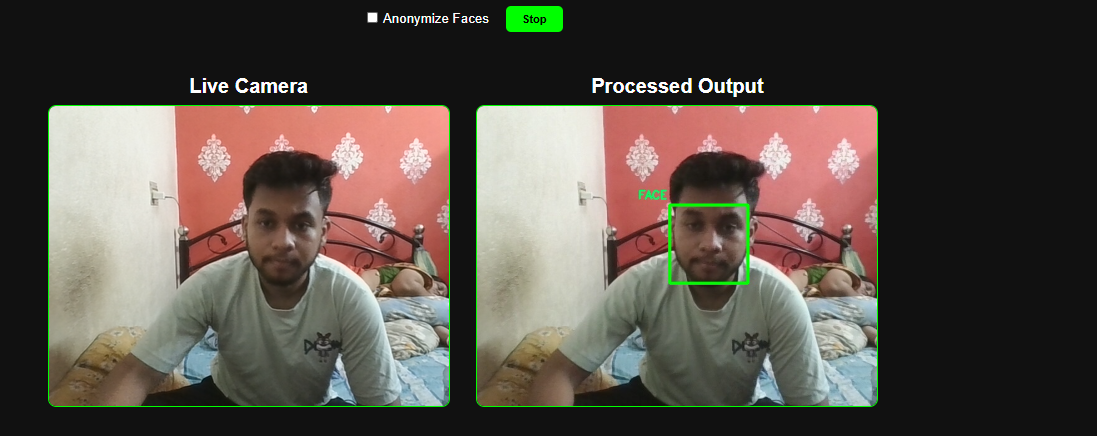 Anonymize Faces
Stop
Live Camera
Processed Output
FACE